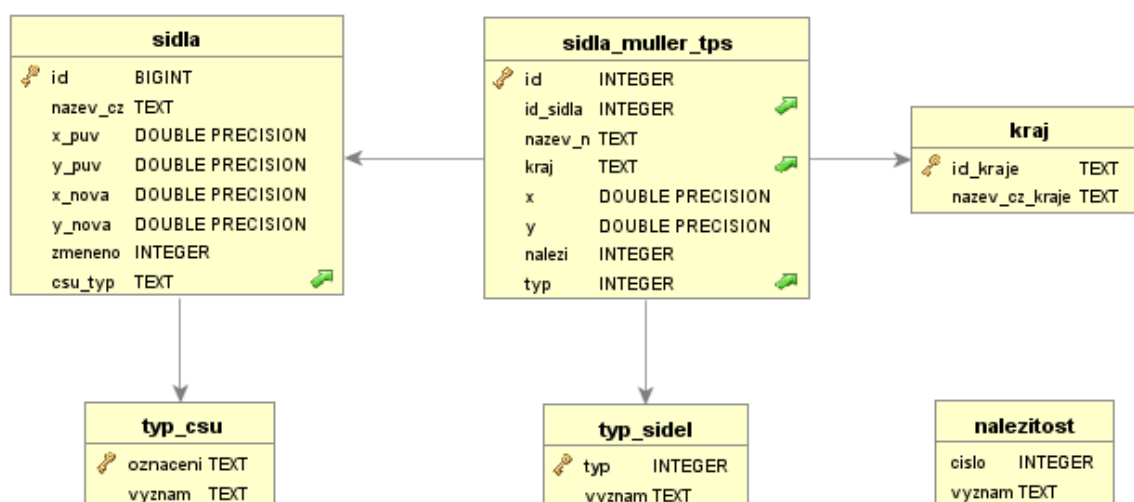 sidla
id BIGINT
nazev_cz TEXT
x_puv DOUBLE PRECISION
y_puv DOUBLE PRECISION
x_nova DOUBLE PRECISION
y_nova DOUBLE PRECISION
zmeneno INTEGER
csu_typ TEXT
sidla_muller_tps
id INTEGER
id_sidla INTEGER
nazev_n TEXT
kraj TEXT
x DOUBLE PRECISION
y DOUBLE PRECISION
nalezi INTEGER
typ INTEGER
kraj
id_kraje TEXT
nazev_cz_kraje TEXT
typ_csu
oznaceni TEXT
vyznam TEXT
typ_sidel
typ INTEGER
vyznam TEXT
nalezitost
cislo INTEGER
vyznam TEXT